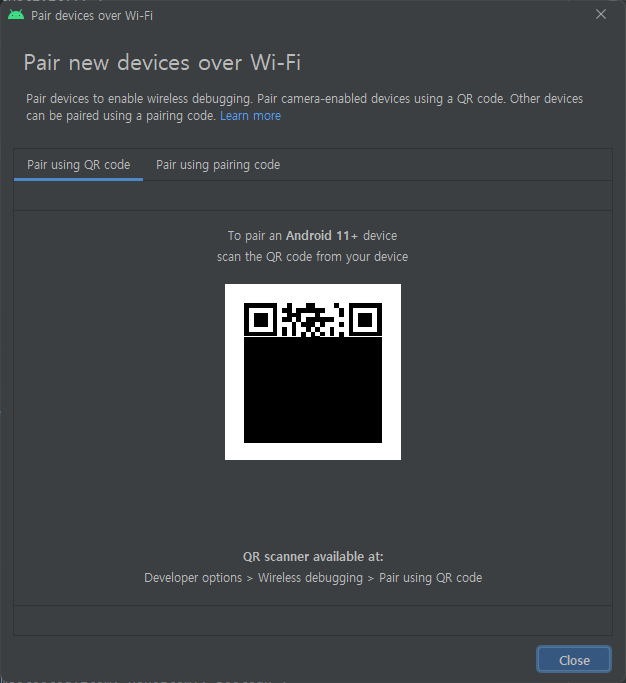 Pair devices over Wi-Fi
Pair new devices over Wi-Fi
Pair devices to enable wireless debugging. Pair camera-enabled devices using a QR code. Other devices
can be paired using a pairing code. Learn more
Pair using QR code
Pair using pairing code
To pair an Android 11+ device
scan the QR code from your device
QR scanner available at:
Developer options > Wireless debugging > Pair using QR code
Close